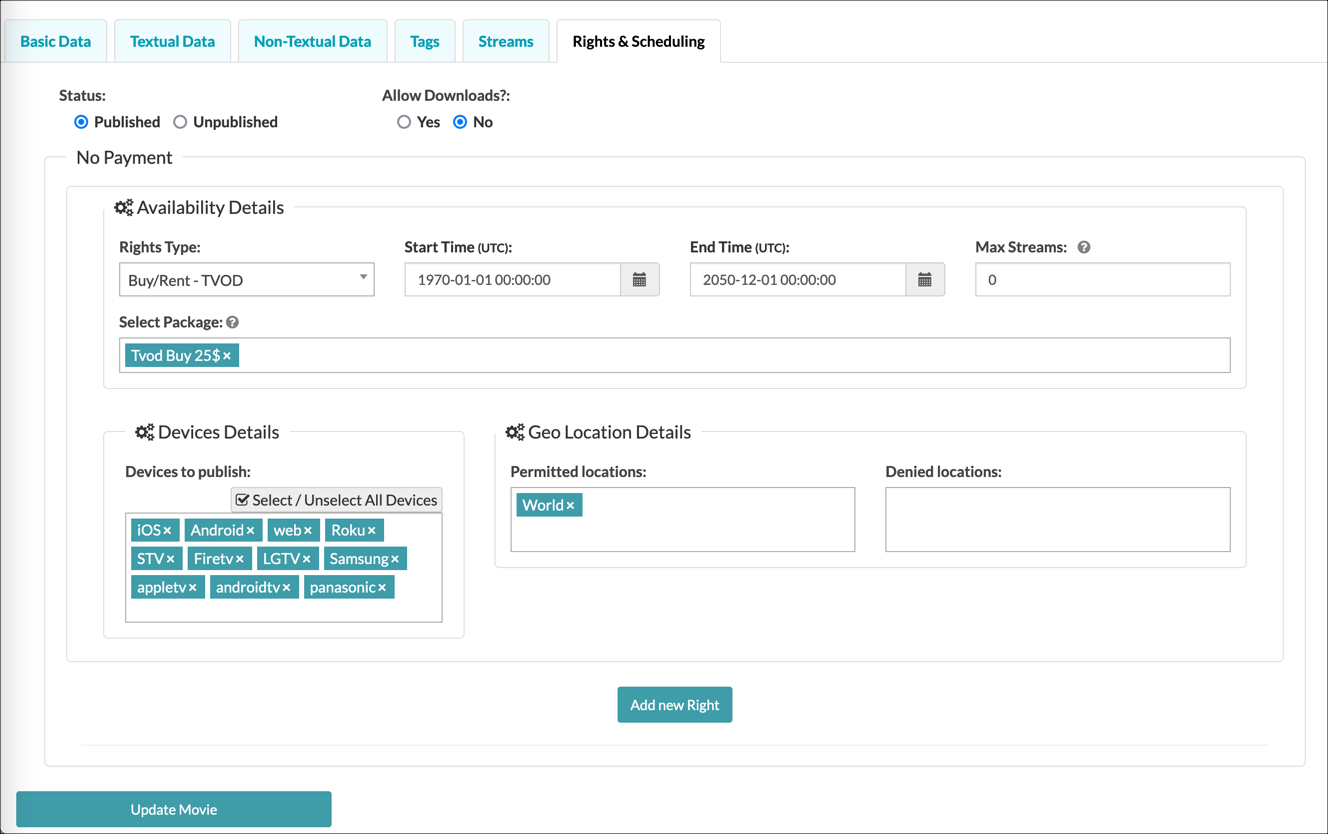 Basic Data Textual Data Non-Textual Data Tags Streams Rights & Scheduling
Status: Allow Downloads?:
Published Unpublished Yes No
No Payment
Availability Details
Rights Type: Start Time (UTC): End Time (UTC): Max Streams: ?
Buy/Rent - TVOD 1970-01-01 00:00:00 2050-12-01 00:00:00 0
Select Package: ?
Tvod Buy 25$ ×
Devices Details
Devices to publish:
Select / Unselect All Devices
iOS × Android × web × Roku ×
STV × Firetv × LGTV × Samsung ×
appletv × androidtv × panasonic ×
Geo Location Details
Permitted locations: Denied locations:
World ×
Add new Right
Update Movie